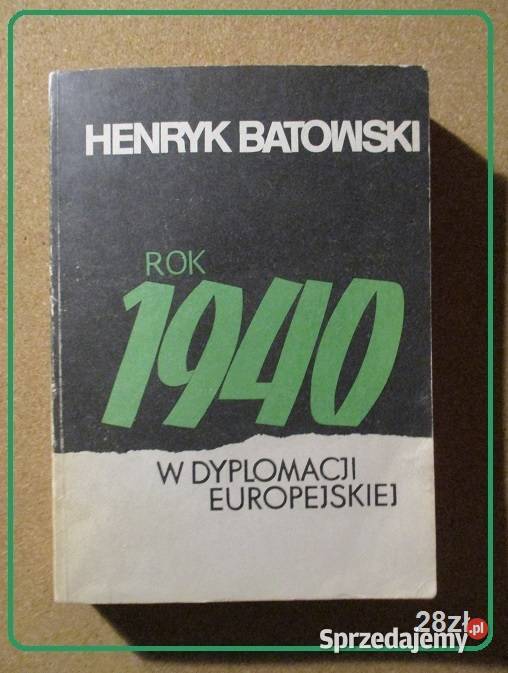 HENRYK BATOWSKI
ROK
1940
W DYPLOMACJI
EUROPEJSKIEJ
28zł
Sprzedajemy.pl